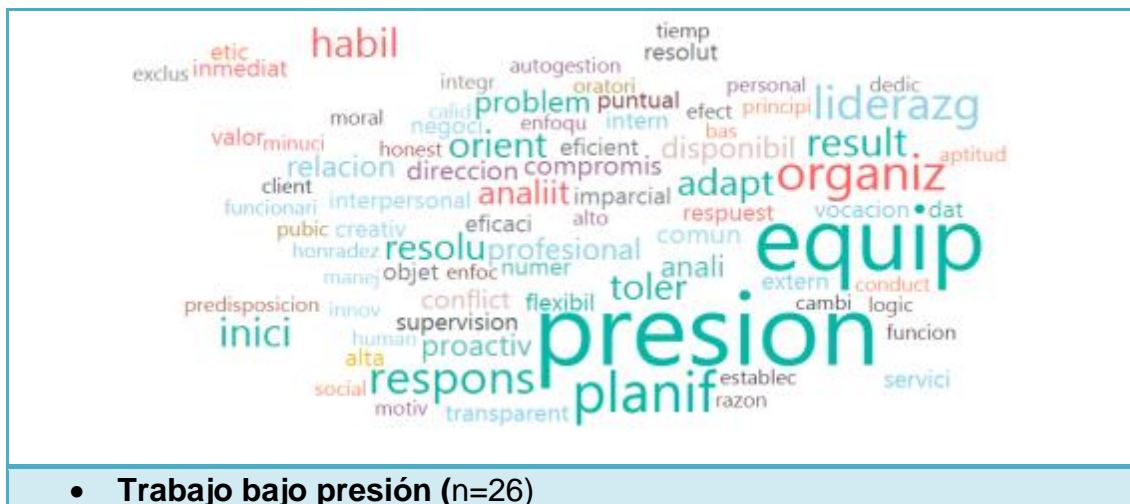 tiemp
habil
etic
resolut
exclus inmediat
autogestion
integr
oratori
personal
dedic
calid problem puntual
efect principi liderazg
moral
negoci
enfoqu intern
bas
valor minuci
honest orient eficient disponibil result
aptitud
relacion direccion compromis
client
analiit imparcial adapt organiz
funcionari interpersonal
alto
respuest
vocacion • dat
pubic creativ
eficaci
honradez resolu profesional
comun
equip
manej objet enfoc numer
anali
extern conduct
predisposicion innov
conflict flexibil toler
cambi logic
inici
supervision
presion
funcion
human proactiv
alta
social respons
planif establec
servici
motiv transparent
razon
• Trabajo bajo presión (n=26)